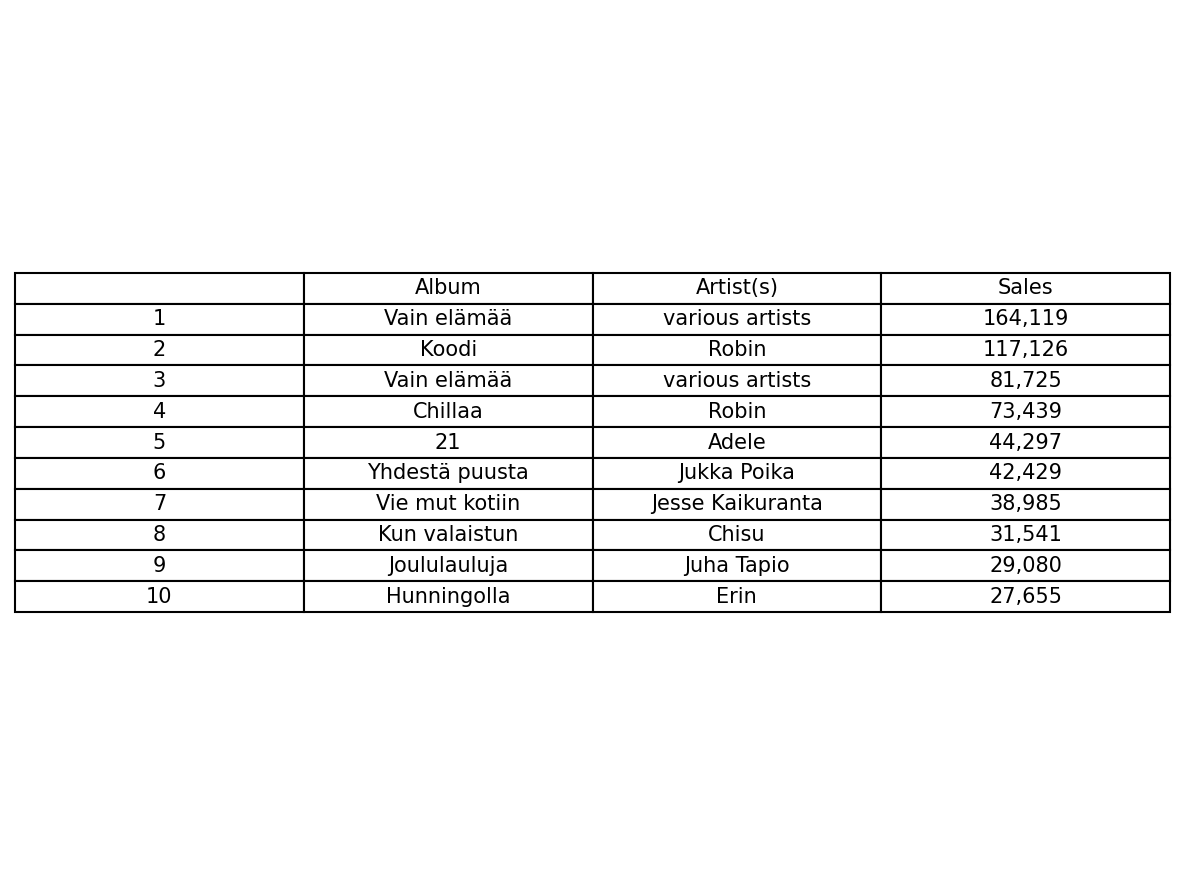 Album Artist(s) Sales
1 Vain elämää various artists 164,119
2 Koodi Robin 117,126
3 Vain elämää various artists 81,725
4 Chillaa Robin 73,439
5 21 Adele 44,297
6 Yhdestä puusta Jukka Poika 42,429
7 Vie mut kotiin Jesse Kaikuranta 38,985
8 Kun valaistun Chisu 31,541
9 Joululauluja Juha Tapio 29,080
10 Hunningolla Erin 27,655